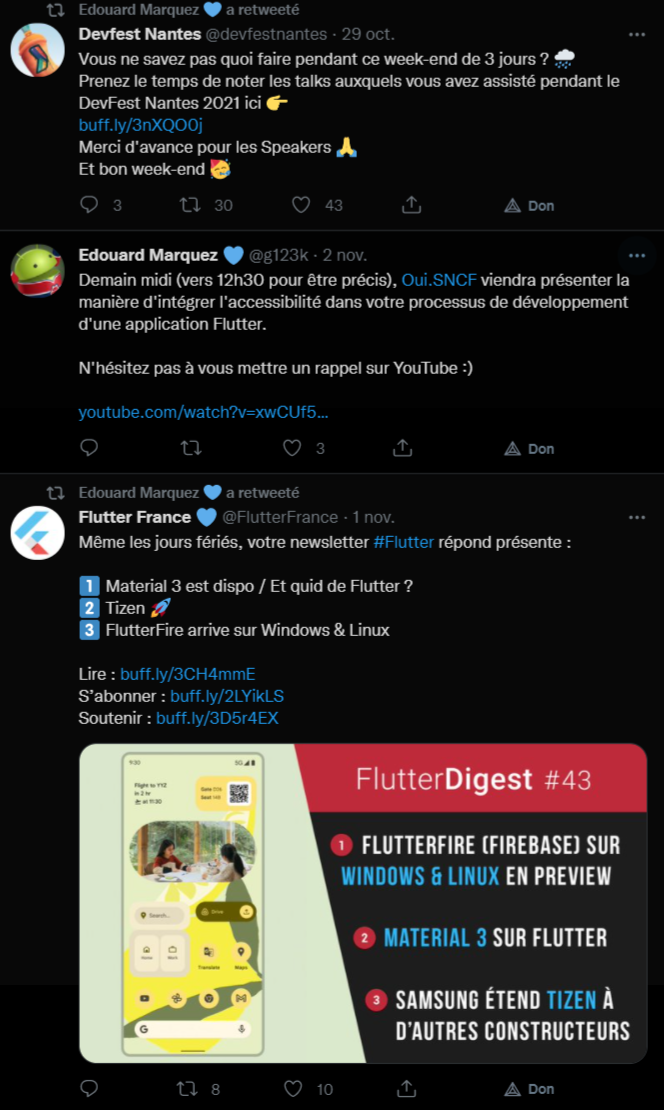 Edouard Marquez 💙 a retweeté
Devfest Nantes @devfestnantes · 29 oct.
Vous ne savez pas quoi faire pendant ce week-end de 3 jours ? 🌧️
Prenez le temps de noter les talks auxquels vous avez assisté pendant le
DevFest Nantes 2021 ici 👉
buff.ly/3nXQO0j
Merci d'avance pour les Speakers 🙏
Et bon week-end 🥳
3 30 43 Don
Edouard Marquez 💙 @g123k · 2 nov.
Demain midi (vers 12h30 pour être précis), Oui.SNCF viendra présenter la
manière d'intégrer l'accessibilité dans votre processus de développement
d'une application Flutter.
N'hésitez pas à vous mettre un rappel sur YouTube :)
youtube.com/watch?v=xwCUf5...
3 Don
Edouard Marquez 💙 a retweeté
Flutter France 💙 @FlutterFrance · 1 nov.
Même les jours fériés, votre newsletter #Flutter répond présente :
1️⃣ Material 3 est dispo / Et quid de Flutter ?
2️⃣ Tizen 🚀
3️⃣ FlutterFire arrive sur Windows & Linux
Lire : buff.ly/3CH4mmE
S'abonner : buff.ly/2LYikLS
Soutenir : buff.ly/3D5r4EX
9:30 5G
Flight to YYZ
in 2 hr
at 11:30
Gate
Seat
Search...
Drive
Home Work
Translate Maps
G
FlutterDigest #43
1 FLUTTERFIRE (FIREBASE) SUR
WINDOWS & LINUX EN PREVIEW
2 MATERIAL 3 SUR FLUTTER
3 SAMSUNG ÉTEND TIZEN À
D'AUTRES CONSTRUCTEURS
8 10 Don